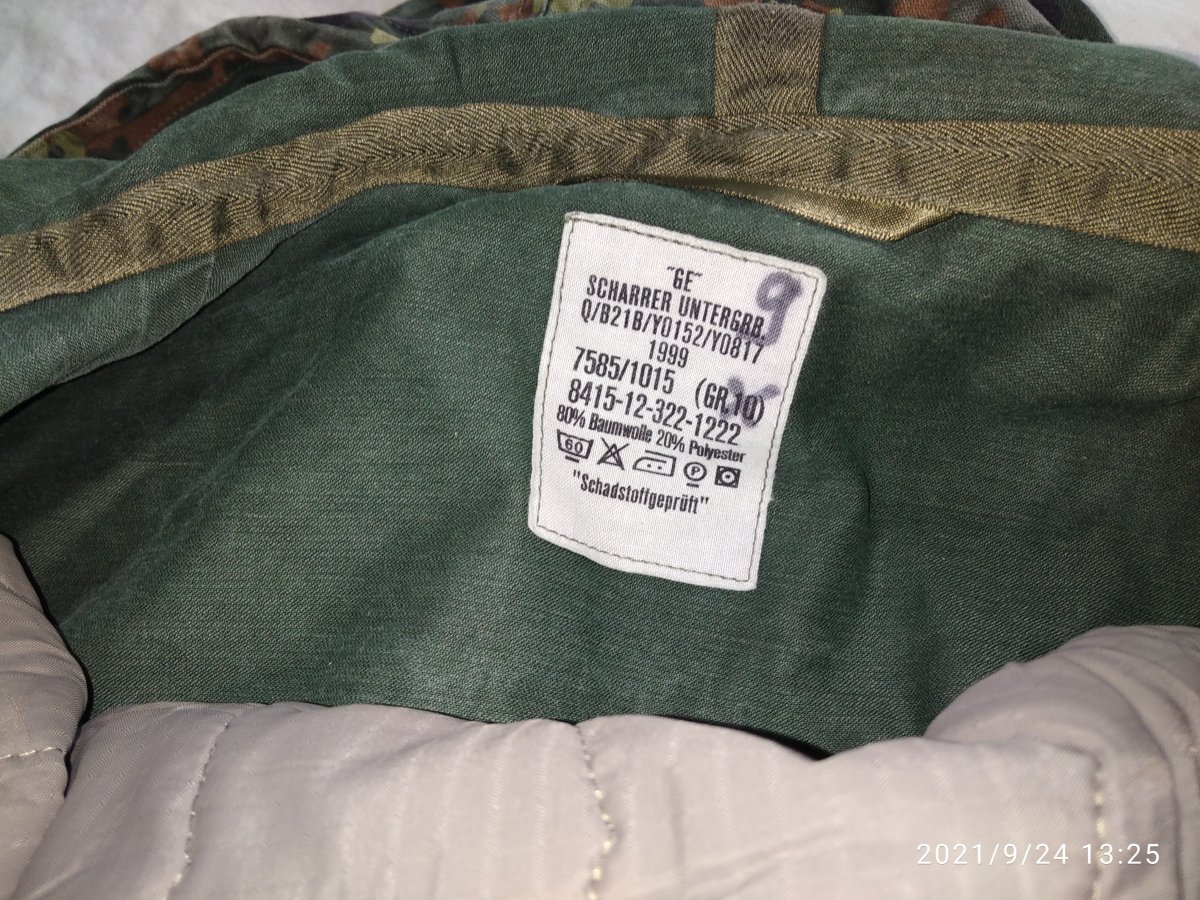 "GE"
SCHARRER UNTERGRB.
Q/B21B/Y0152/Y0817
1999
7585/1015 (GR.10)
8415-12-322-1222
80% Baumwolle 20% Polyester
60 P
"Schadstoffgeprüft"
9
2021/9/24 13:25